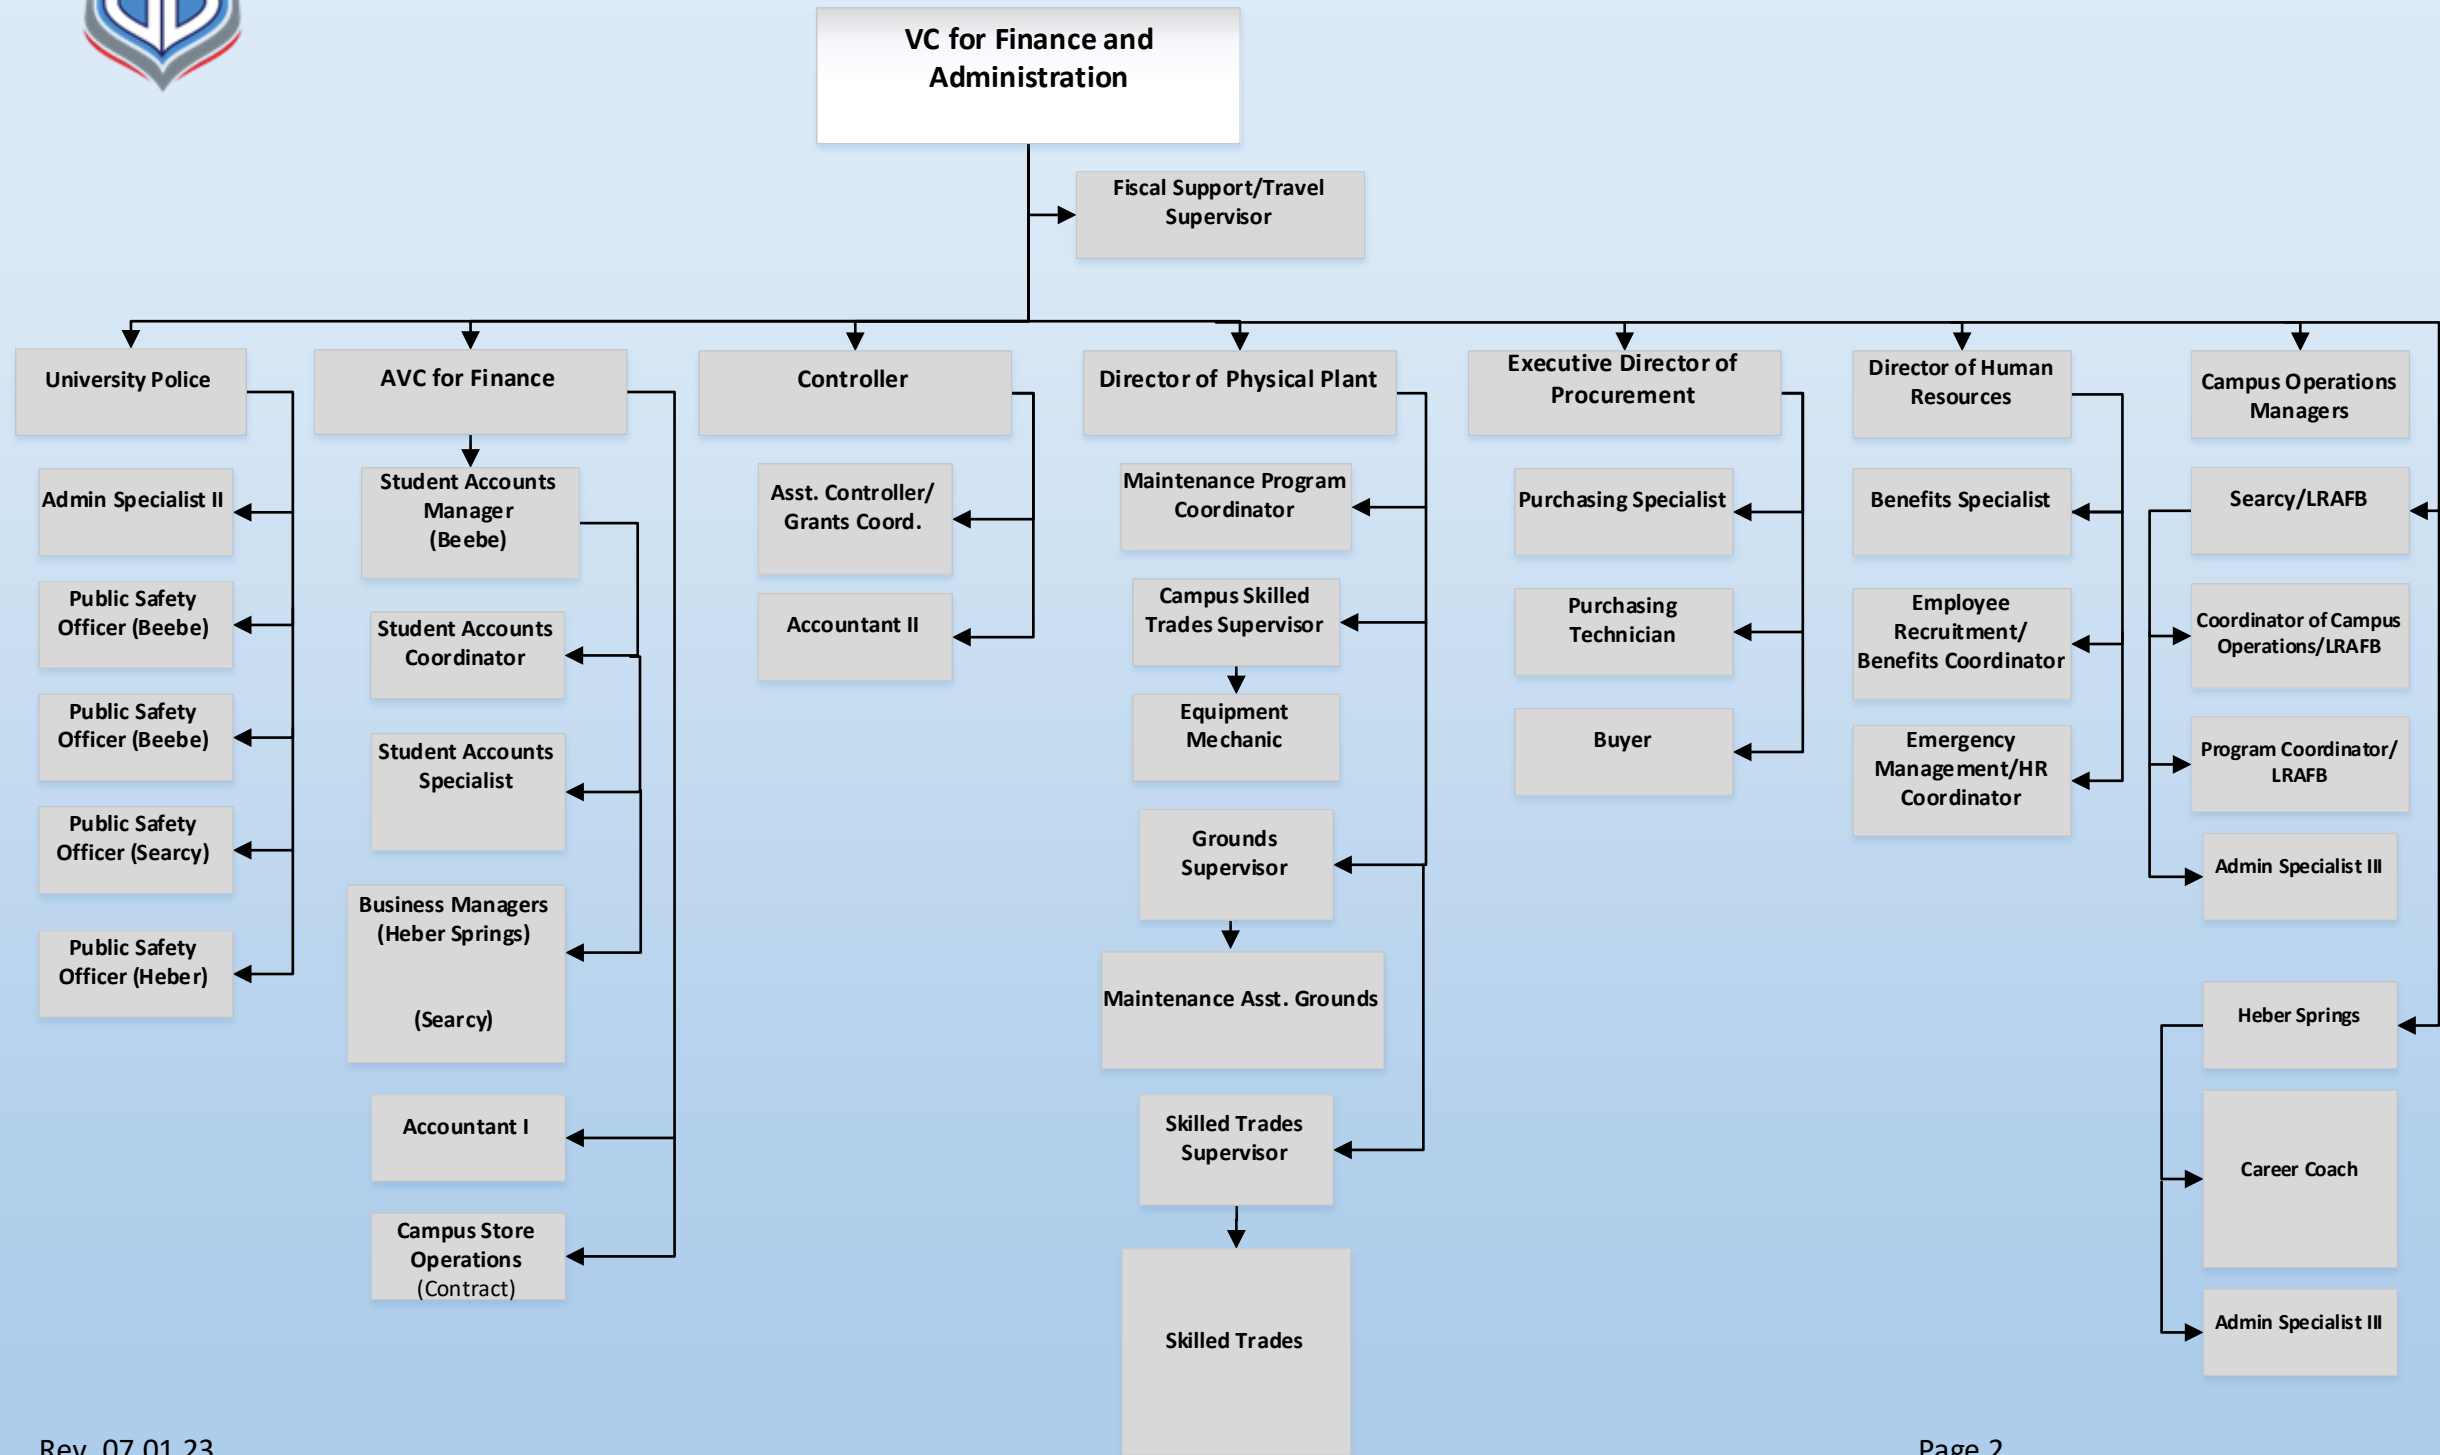 VC for Finance and
Administration
Fiscal Support/Travel
Supervisor
University Police
Admin Specialist II
Public Safety
Officer (Beebe)
Public Safety
Officer (Beebe)
Public Safety
Officer (Searcy)
Public Safety
Officer (Heber)
AVC for Finance
Student Accounts
Manager
(Beebe)
Student Accounts
Coordinator
Student Accounts
Specialist
Business Managers
(Heber Springs)
(Searcy)
Accountant I
Campus Store
Operations
(Contract)
Controller
Asst. Controller/
Grants Coord.
Accountant II
Director of Physical Plant
Maintenance Program
Coordinator
Campus Skilled
Trades Supervisor
Equipment
Mechanic
Grounds
Supervisor
Maintenance Asst. Grounds
Skilled Trades
Supervisor
Skilled Trades
Executive Director of
Procurement
Purchasing Specialist
Purchasing
Technician
Buyer
Director of Human
Resources
Benefits Specialist
Employee
Recruitment/
Benefits Coordinator
Emergency
Management/HR
Coordinator
Campus Operations
Managers
Searcy/LRAFB
Coordinator of Campus
Operations/LRAFB
Program Coordinator/
LRAFB
Admin Specialist III
Heber Springs
Career Coach
Admin Specialist III
Rev. 07.01.23
Page 2